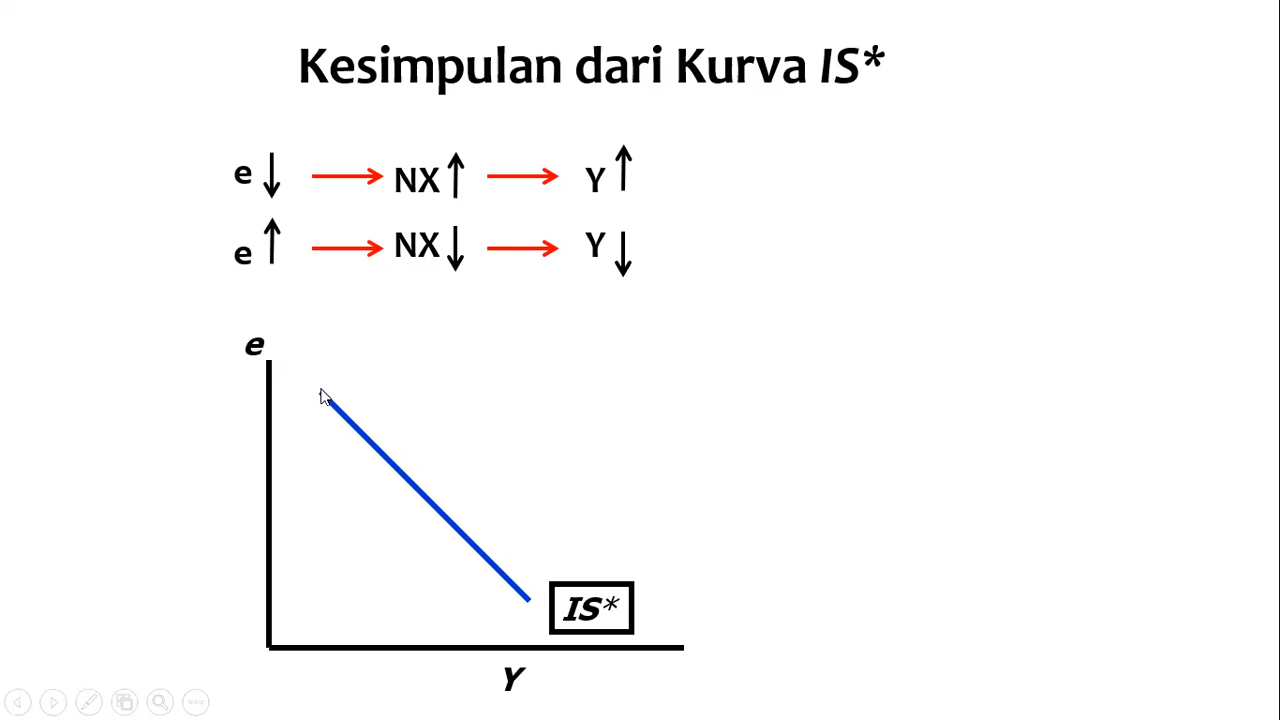 Kesimpulan dari Kurva IS*
e ↓ → NX ↑ → Y ↑
e ↑ → NX ↓ → Y ↓
e
IS*
Y